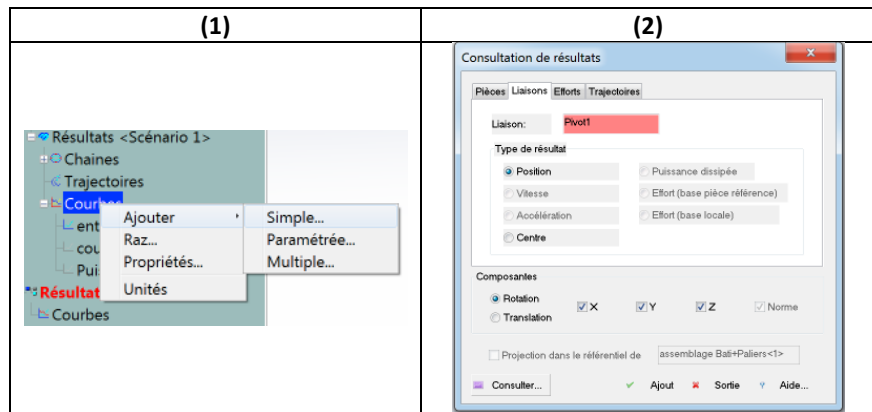 (1)
(2)
Résultats <Scénario 1>
Chaines
Trajectoires
Courbes
ent
cou
Pui
Résultat
Courbes
Ajouter
Raz...
Propriétés...
Unités
Simple...
Paramétrée...
Multiple...
Consultation de résultats
Pièces Liaisons Efforts Trajectoires
Liaison: Pivot1
Type de résultat
Position Puissance dissipée
Vitesse Effort (base pièce référence)
Accélération Effort (base locale)
Centre
Composantes
Rotation
Translation
X Y Z Norme
Projection dans le référentiel de assemblage Bati+Paliers<1>
Consulter... Ajout Sortie Aide...